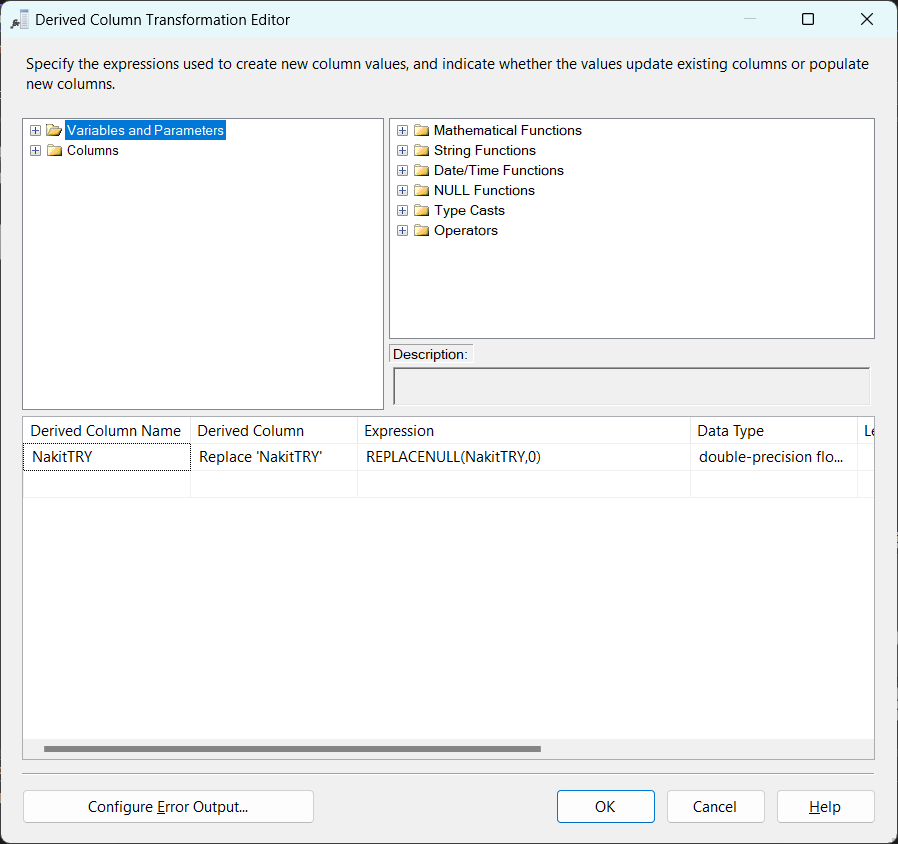 Derived Column Transformation Editor
Specify the expressions used to create new column values, and indicate whether the values update existing columns or populate
new columns.
Variables and Parameters
Columns
Mathematical Functions
String Functions
Date/Time Functions
NULL Functions
Type Casts
Operators
Description:
Derived Column Name Derived Column Expression Data Type
NakitTRY Replace 'NakitTRY' REPLACENULL(NakitTRY,0) double-precision flo...
Configure Error Output... OK Cancel Help